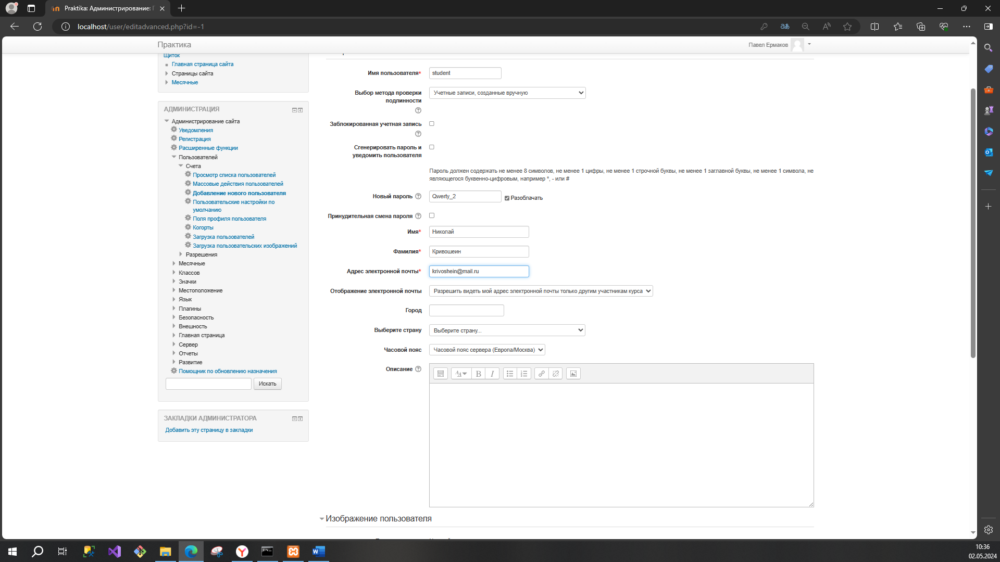 Praktika: Администрирование:
localhost/user/editadvanced.php?id=-1
Практика
Павел Ермаков
Щиток
Главная страница сайта
Страницы сайта
Месячные
АДМИНИСТРАЦИЯ
Администрирование сайта
Уведомления
Регистрация
Расширенные функции
Пользователей
Счета
Просмотр списка пользователей
Массовые действия пользователей
Добавление нового пользователя
Пользовательские настройки по
умолчанию
Поля профиля пользователя
Когорты
Загрузка пользователей
Загрузка пользовательских изображений
Разрешения
Месячные
Классов
Значки
Местоположение
Язык
Плагины
Безопасность
Внешность
Главная страница
Сервер
Отчеты
Развитие
Помощник по обновлению назначения
Искать
ЗАКЛАДКИ АДМИНИСТРАТОРА
Добавить эту страницу в закладки
Имя пользователя* student
Выбор метода проверки
подлинности
Учетные записи, созданные вручную
Заблокированная учетная запись
Сгенерировать пароль и
уведомить пользователя
Пароль должен содержать не менее 8 символов, не менее 1 цифры, не менее 1 строчной буквы, не менее 1 заглавной буквы, не менее 1 символа, не
являющегося буквенно-цифровым, например *, - или #
Новый пароль Qwerty_2 Разоблачать
Принудительная смена пароля
Имя* Николай
Фамилия* Кривошеин
Адрес электронной почты* krivoshein@mail.ru
Отображение электронной почты Разрешить видеть мой адрес электронной почты только другим участникам курса
Город
Выберите страну Выберите страну...
Часовой пояс Часовой пояс сервера (Европа/Москва)
Описание
Изображение пользователя
10:36
02.05.2024